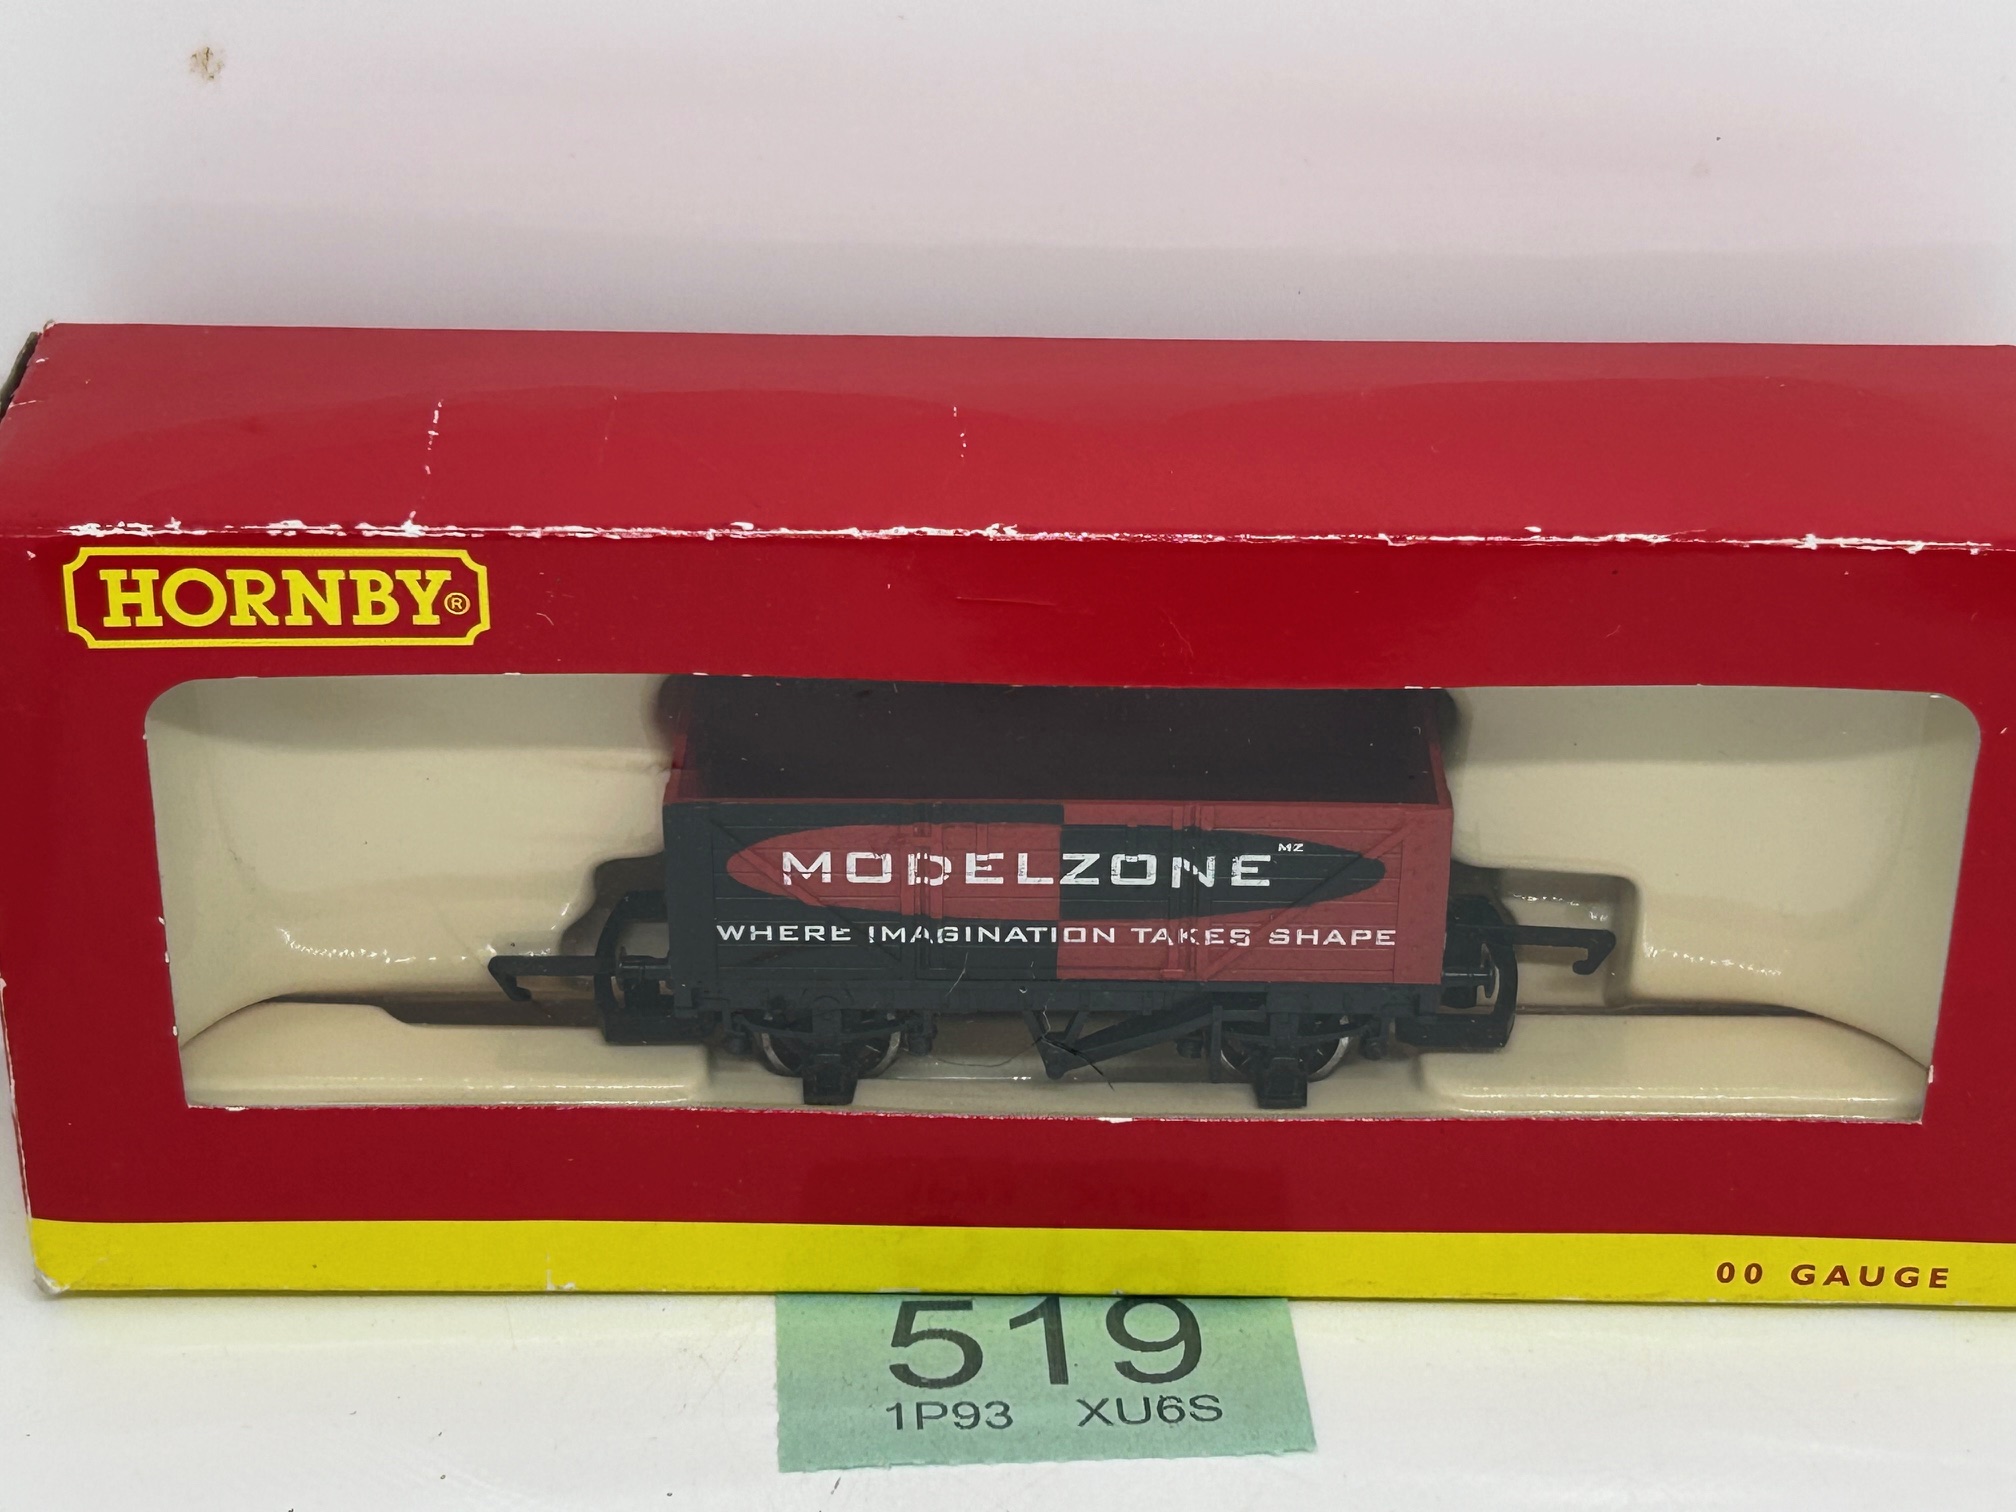 HORNBY®
MODELZONE MZ
WHERE IMAGINATION TAKES SHAPE
00 GAUGE
519
1P93 XU6S